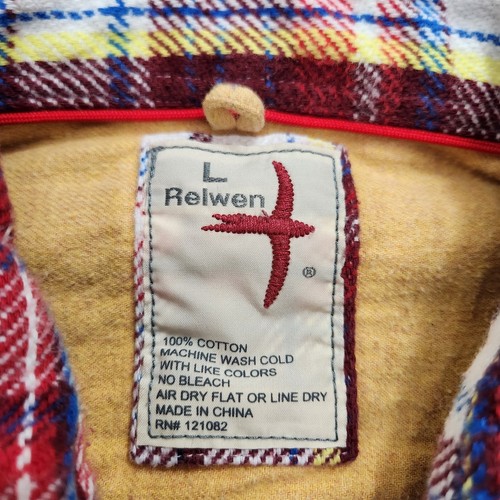 L
Relwen
®
100% COTTON
MACHINE WASH COLD
WITH LIKE COLORS
NO BLEACH
AIR DRY FLAT OR LINE DRY
MADE IN CHINA
RN# 121082